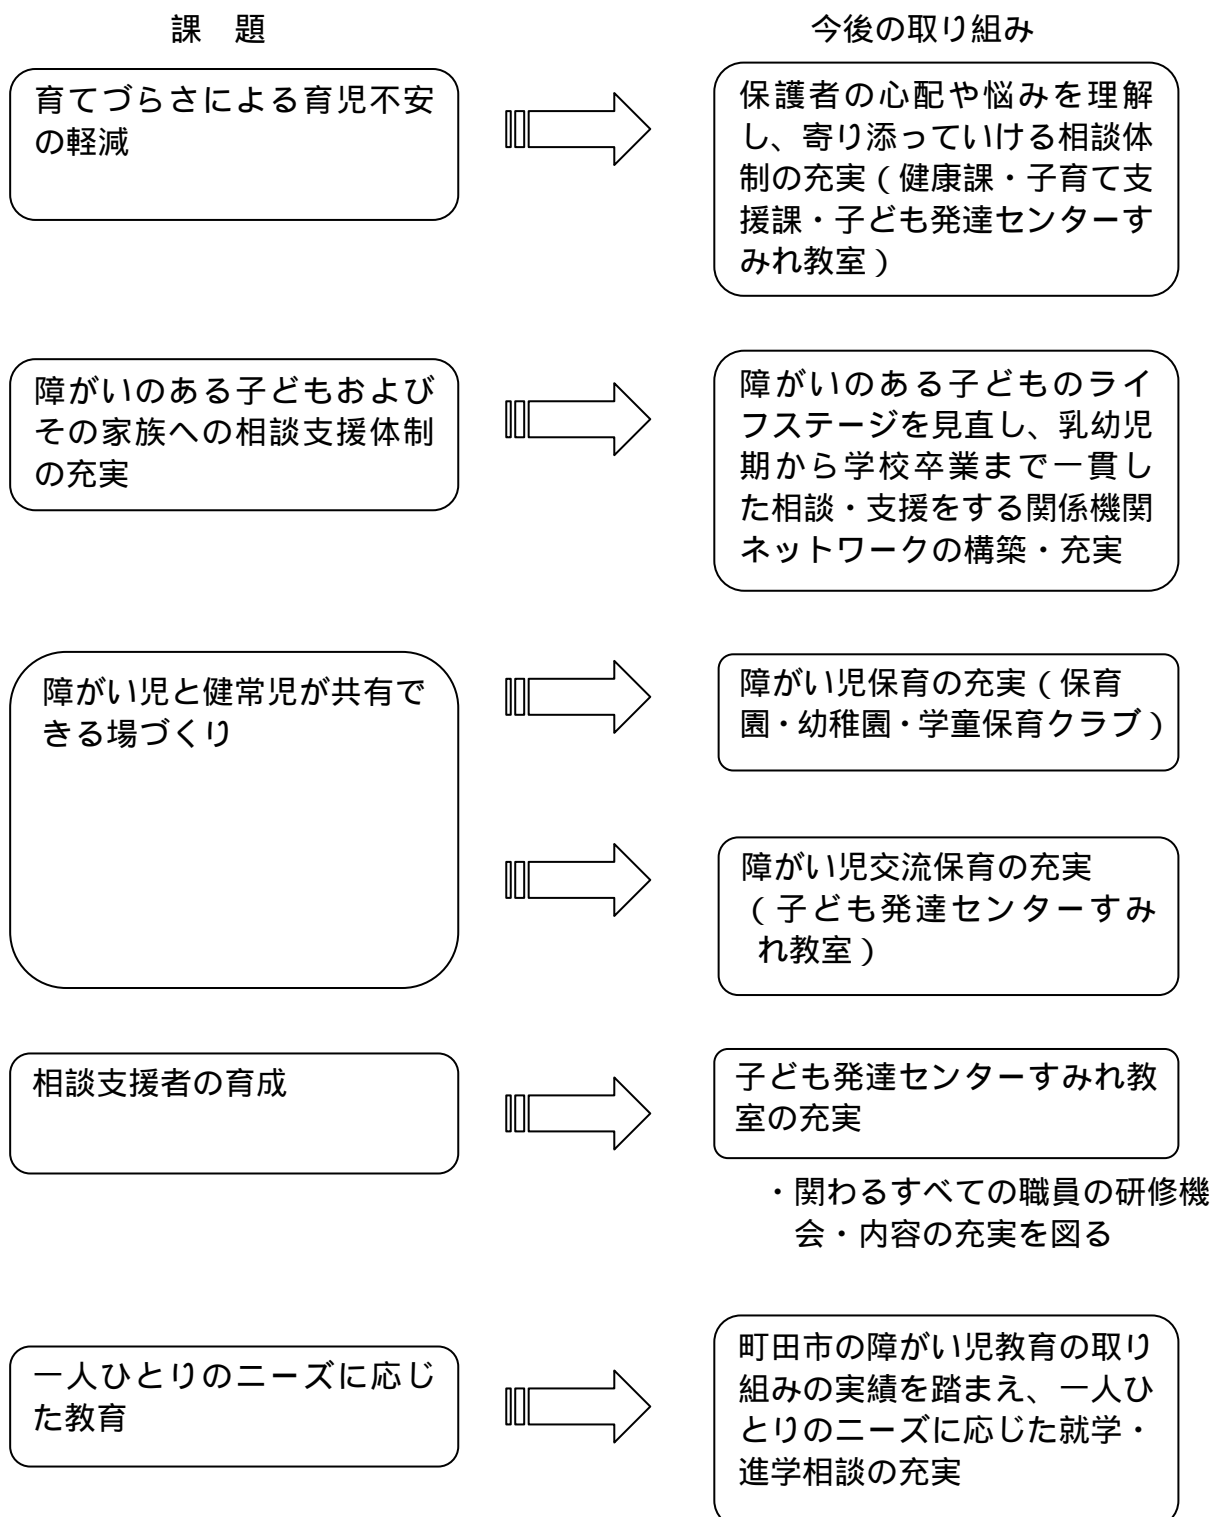 課　題
今後の取り組み
育てづらさによる育児不安
の軽減
保護者の心配や悩みを理解
し、寄り添っていける相談体
制の充実（健康課・子育て支
援課・子ども発達センターす
みれ教室）
障がいのある子どもおよび
その家族への相談支援体制
の充実
障がいのある子どものライ
フステージを見直し、乳幼児
期から学校卒業まで一貫し
た相談・支援をする関係機関
ネットワークの構築・充実
障がい児と健常児が共有で
きる場づくり
障がい児保育の充実（保育
園・幼稚園・学童保育クラブ）
障がい児交流保育の充実
（子ども発達センターすみ
れ教室）
相談支援者の育成
子ども発達センターすみれ教
室の充実
・関わるすべての職員の研修機
会・内容の充実を図る
一人ひとりのニーズに応じ
た教育
町田市の障がい児教育の取り
組みの実績を踏まえ、一人ひ
とりのニーズに応じた就学・
進学相談の充実